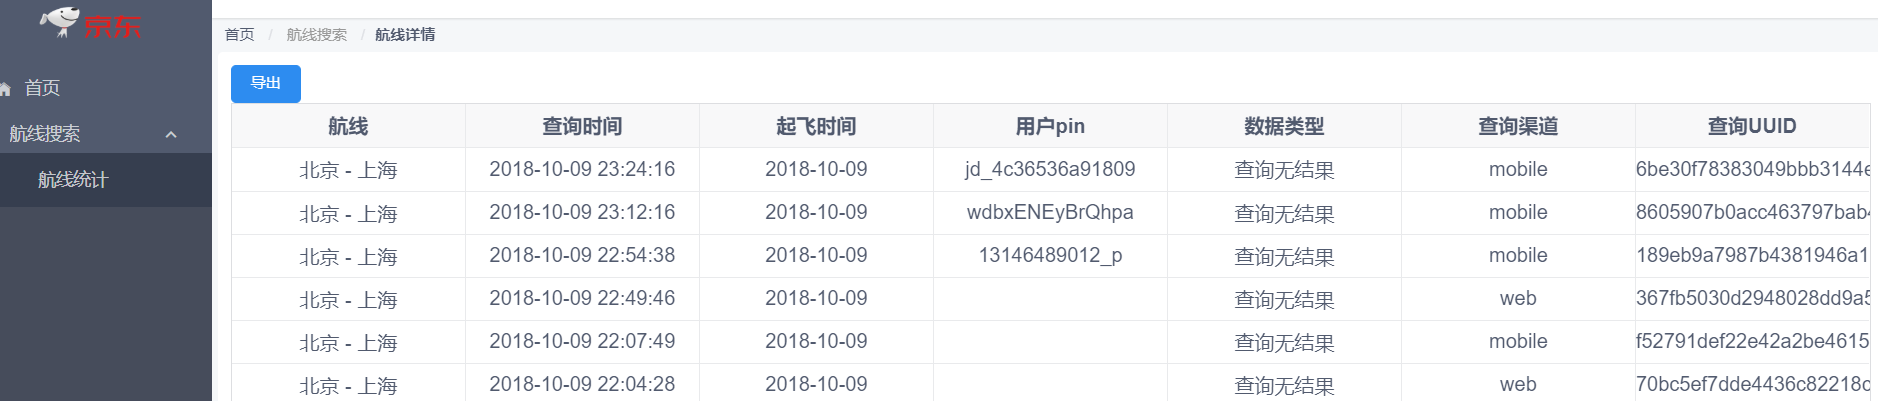 京东
首页 / 航线搜索 / 航线详情
首页
航线搜索
航线统计
导出
航线 查询时间 起飞时间 用户pin 数据类型 查询渠道 查询UUID
北京 - 上海 2018-10-09 23:24:16 2018-10-09 jd_4c36536a91809 查询无结果 mobile 6be30f78383049bbb3144e
北京 - 上海 2018-10-09 23:12:16 2018-10-09 wdbxENEyBrQhpa 查询无结果 mobile 8605907b0acc463797bab4
北京 - 上海 2018-10-09 22:54:38 2018-10-09 13146489012_p 查询无结果 mobile 189eb9a7987b4381946a1
北京 - 上海 2018-10-09 22:49:46 2018-10-09 查询无结果 web 367fb5030d2948028dd9a5
北京 - 上海 2018-10-09 22:07:49 2018-10-09 查询无结果 mobile f52791def22e42a2be4615
北京 - 上海 2018-10-09 22:04:28 2018-10-09 查询无结果 web 70bc5ef7dde4436c82218c